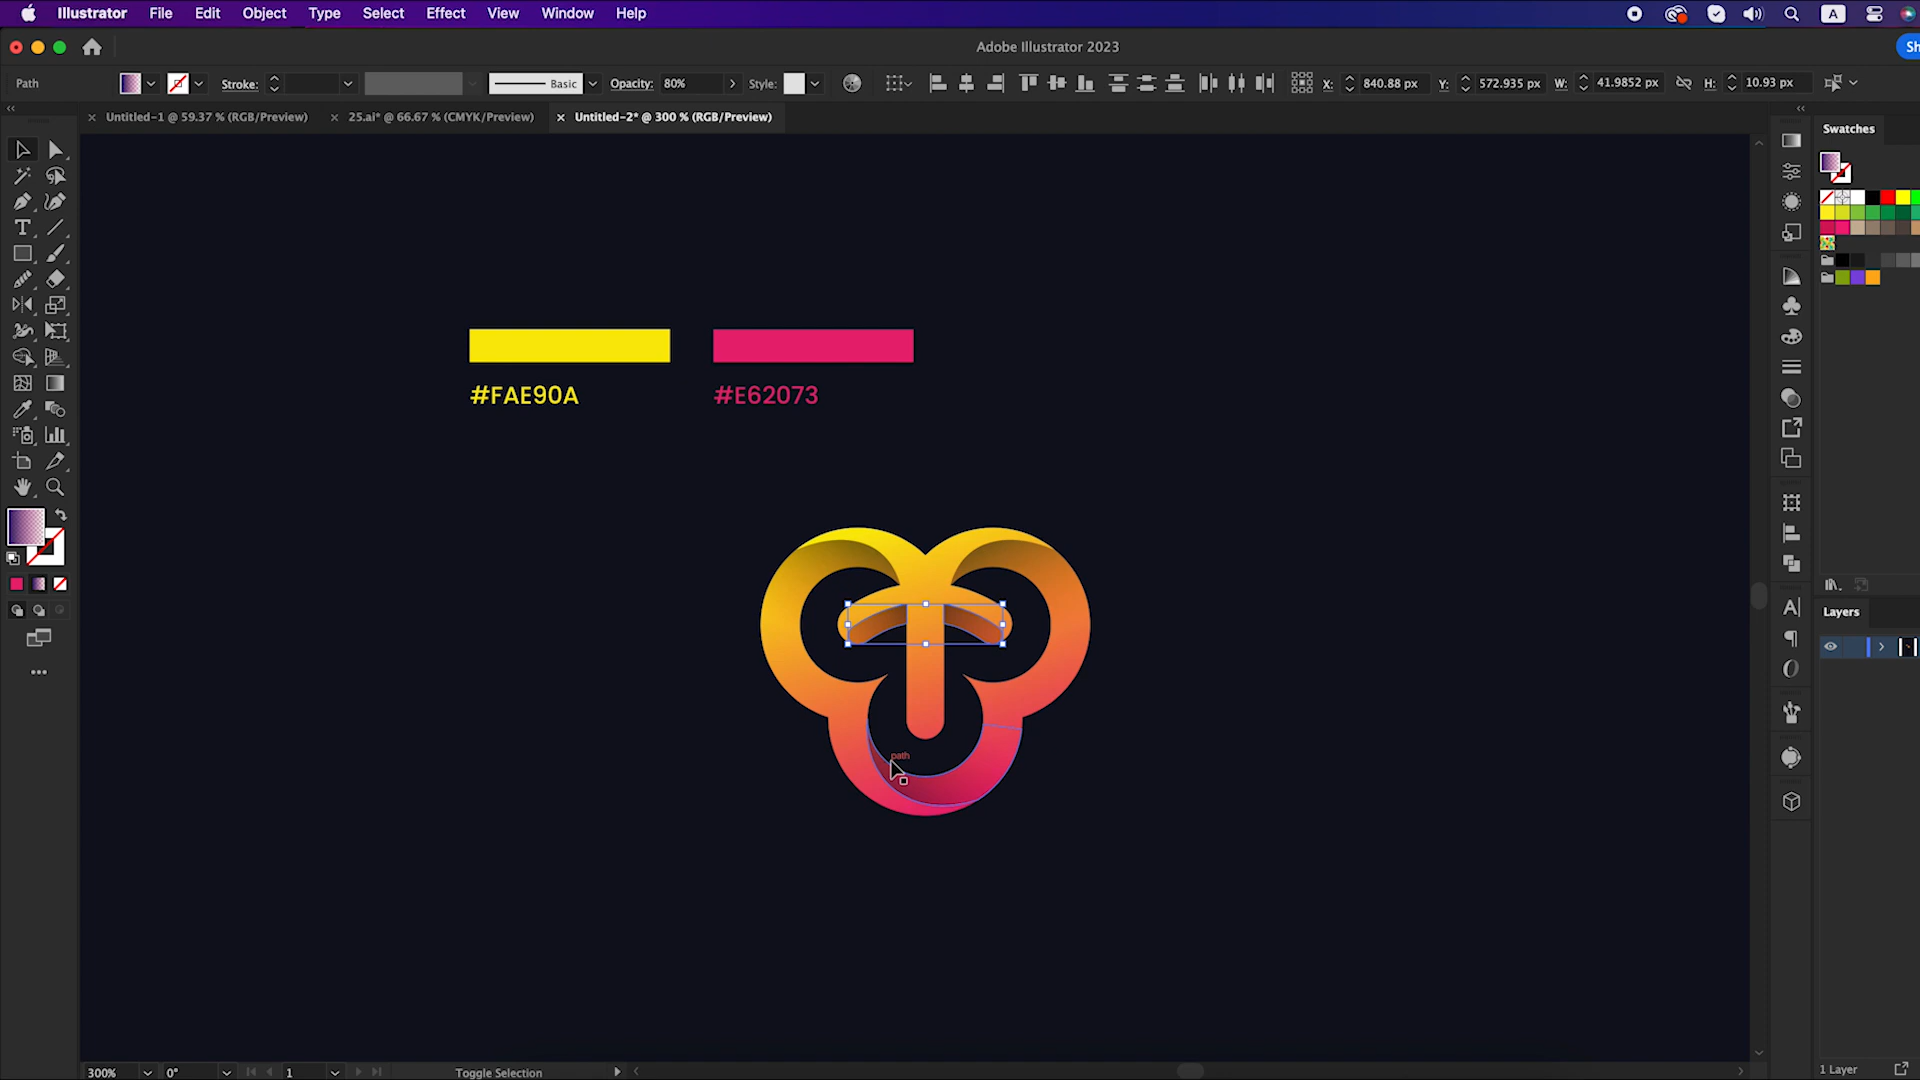 Illustrator File Edit Object Type Select Effect View Window Help A
Adobe Illustrator 2023 Sh
Path Stroke: Basic Opacity: 80% Style: X: 840.88 px Y: 572.935 px W: 41.9852 px H: 10.93 px
× Untitled-1 @ 59.37 % (RGB/Preview) × 25.ai* @ 66.67 % (CMYK/Preview) × Untitled-2* @ 300 % (RGB/Preview)
Swatches
#FAE90A #E62073
Layers
path
300% 0° 1 Toggle Selection 1 Layer